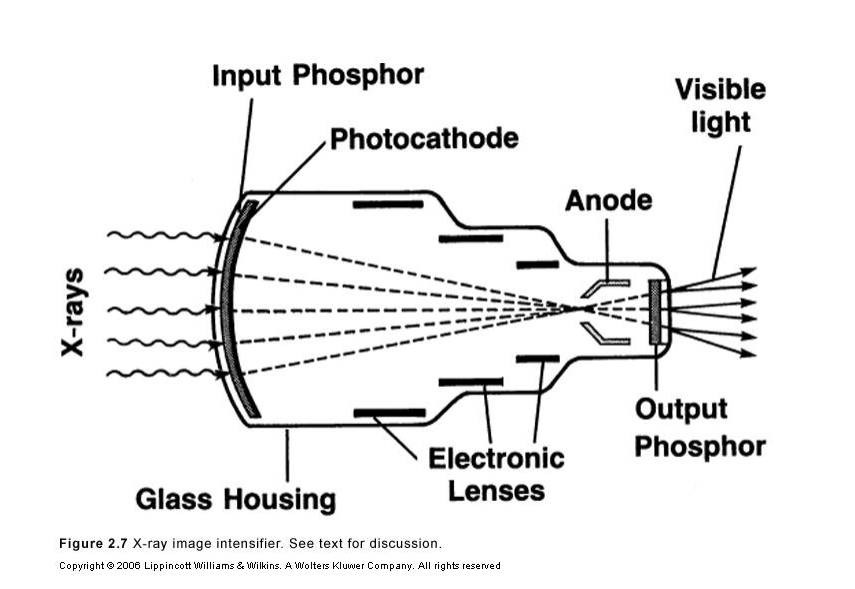 Input Phosphor
Photocathode
Visible
light
Anode
X-rays
Output
Phosphor
Electronic
Lenses
Glass Housing
Figure 2.7 X-ray image intensifier. See text for discussion.
Copyright © 2006 Lippincott Williams & Wilkins. A Wolters Kluwer Company. All rights reserved